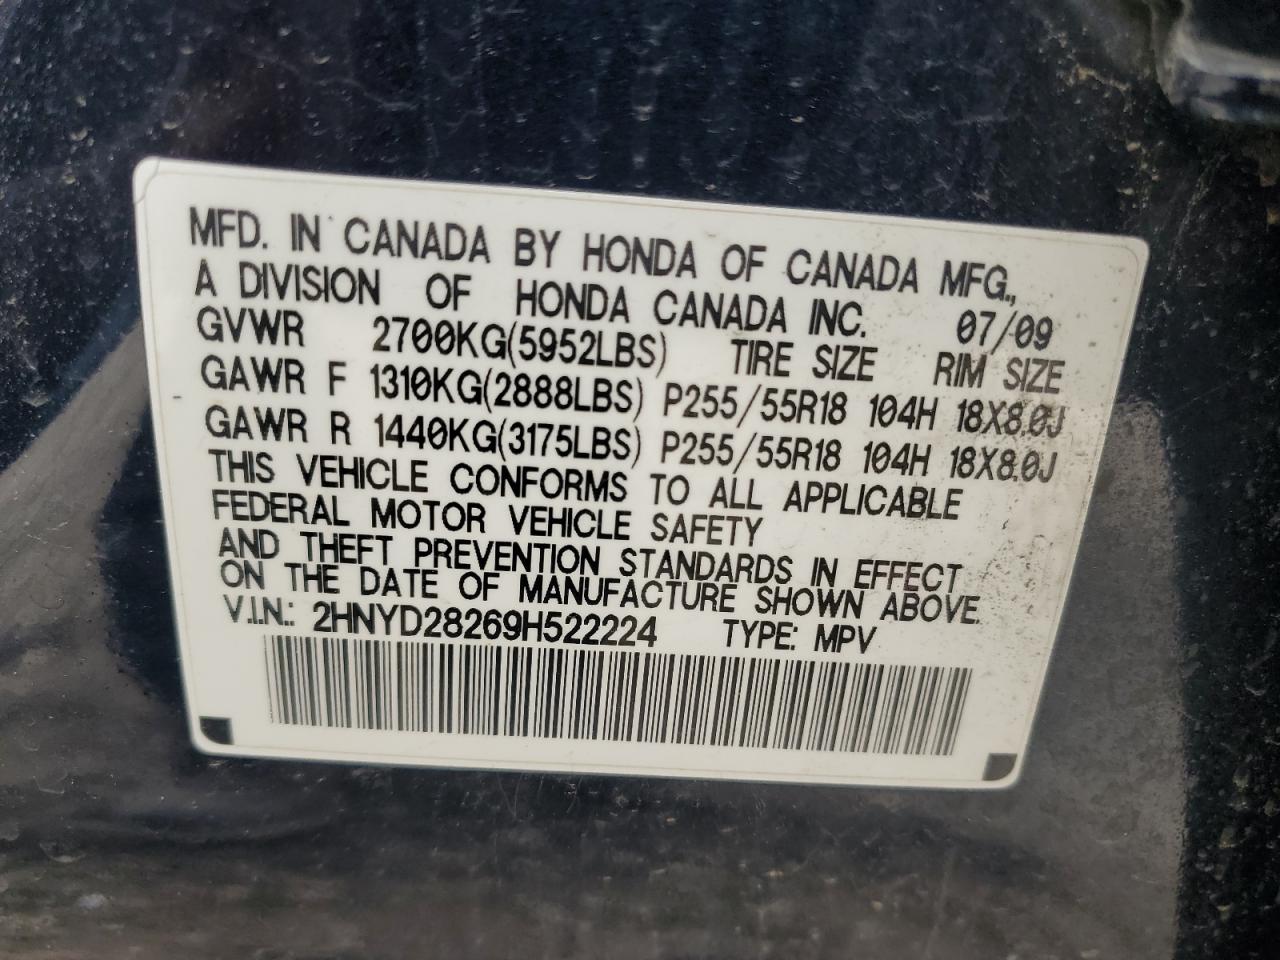 MFD. IN CANADA BY HONDA OF CANADA MFG.,
A DIVISION OF HONDA CANADA INC. 07/09
GVWR 2700KG(5952LBS) TIRE SIZE RIM SIZE
GAWR F 1310KG(2888LBS) P255/55R18 104H 18X8.0J
GAWR R 1440KG(3175LBS) P255/55R18 104H 18X8.0J
THIS VEHICLE CONFORMS TO ALL APPLICABLE
FEDERAL MOTOR VEHICLE SAFETY
AND THEFT PREVENTION STANDARDS IN EFFECT
ON THE DATE OF MANUFACTURE SHOWN ABOVE.
V.I.N.: 2HNYD28269H522224 TYPE: MPV